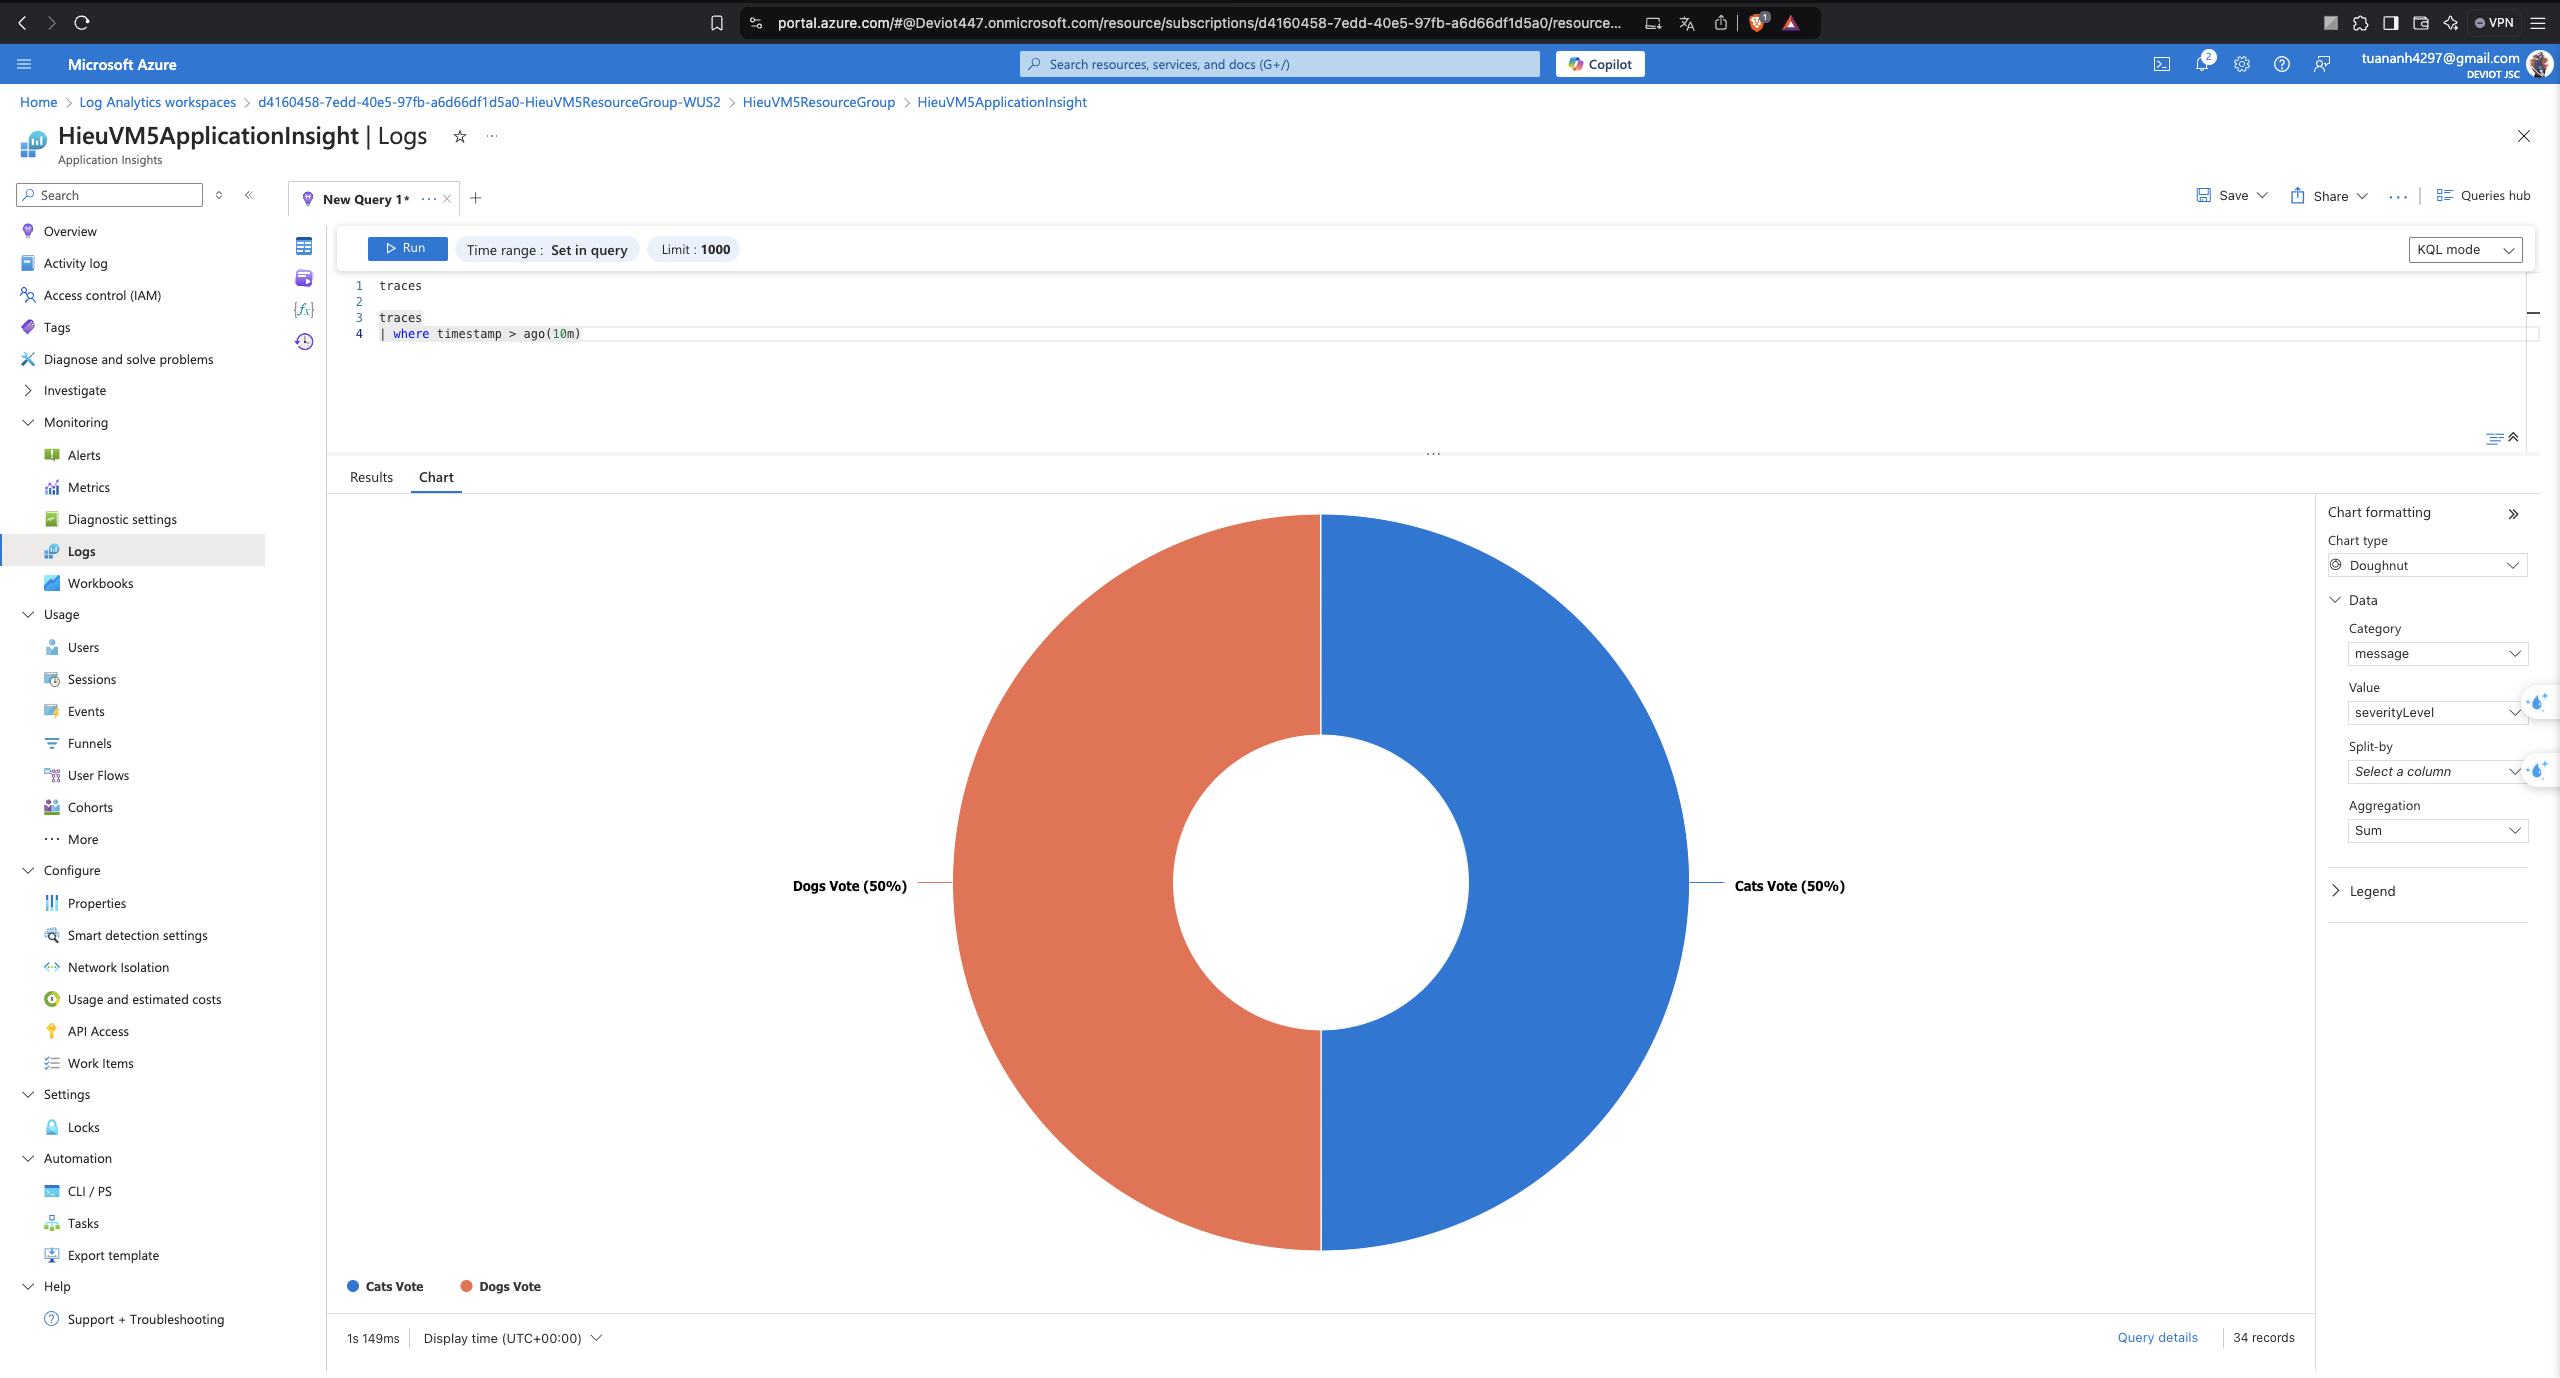 portal.azure.com/#@Deviot447.onmicrosoft.com/resource/subscriptions/d4160458-7edd-40e5-97fb-a6d66df1d5a0/resource...
1
VPN
Microsoft Azure
Search resources, services, and docs (G+/)
Copilot
2
tuananh4297@gmail.com
DEVIOT JSC
Home > Log Analytics workspaces > d4160458-7edd-40e5-97fb-a6d66df1d5a0-HieuVM5ResourceGroup-WUS2 > HieuVM5ResourceGroup > HieuVM5ApplicationInsight
HieuVM5ApplicationInsight | Logs
Application Insights
Search
Overview
Activity log
Access control (IAM)
Tags
Diagnose and solve problems
Investigate
Monitoring
Alerts
Metrics
Diagnostic settings
Logs
Workbooks
Usage
Users
Sessions
Events
Funnels
User Flows
Cohorts
More
Configure
Properties
Smart detection settings
Network Isolation
Usage and estimated costs
API Access
Work Items
Settings
Locks
Automation
CLI / PS
Tasks
Export template
Help
Support + Troubleshooting
New Query 1*
Save
Share
Queries hub
Run
Time range : Set in query
Limit : 1000
KQL mode
1 traces
2
3 traces
4 | where timestamp > ago(10m)
Results
Chart
Dogs Vote (50%)
Cats Vote (50%)
Cats Vote
Dogs Vote
1s 149ms
Display time (UTC+00:00)
Query details
34 records
Chart formatting
Chart type
Doughnut
Data
Category
message
Value
severityLevel
Split-by
Select a column
Aggregation
Sum
Legend